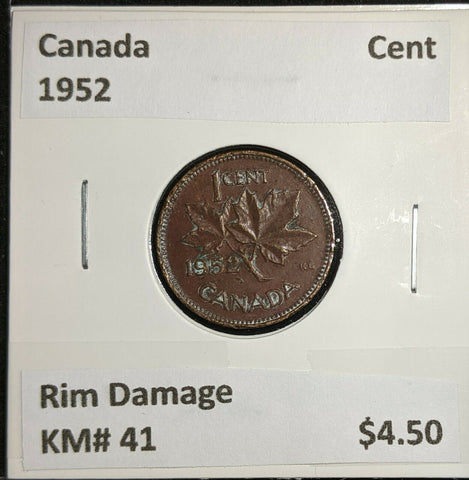 Canada Cent
1952
1 CENT
1952
CANADA
Rim Damage
KM# 41 $4.50